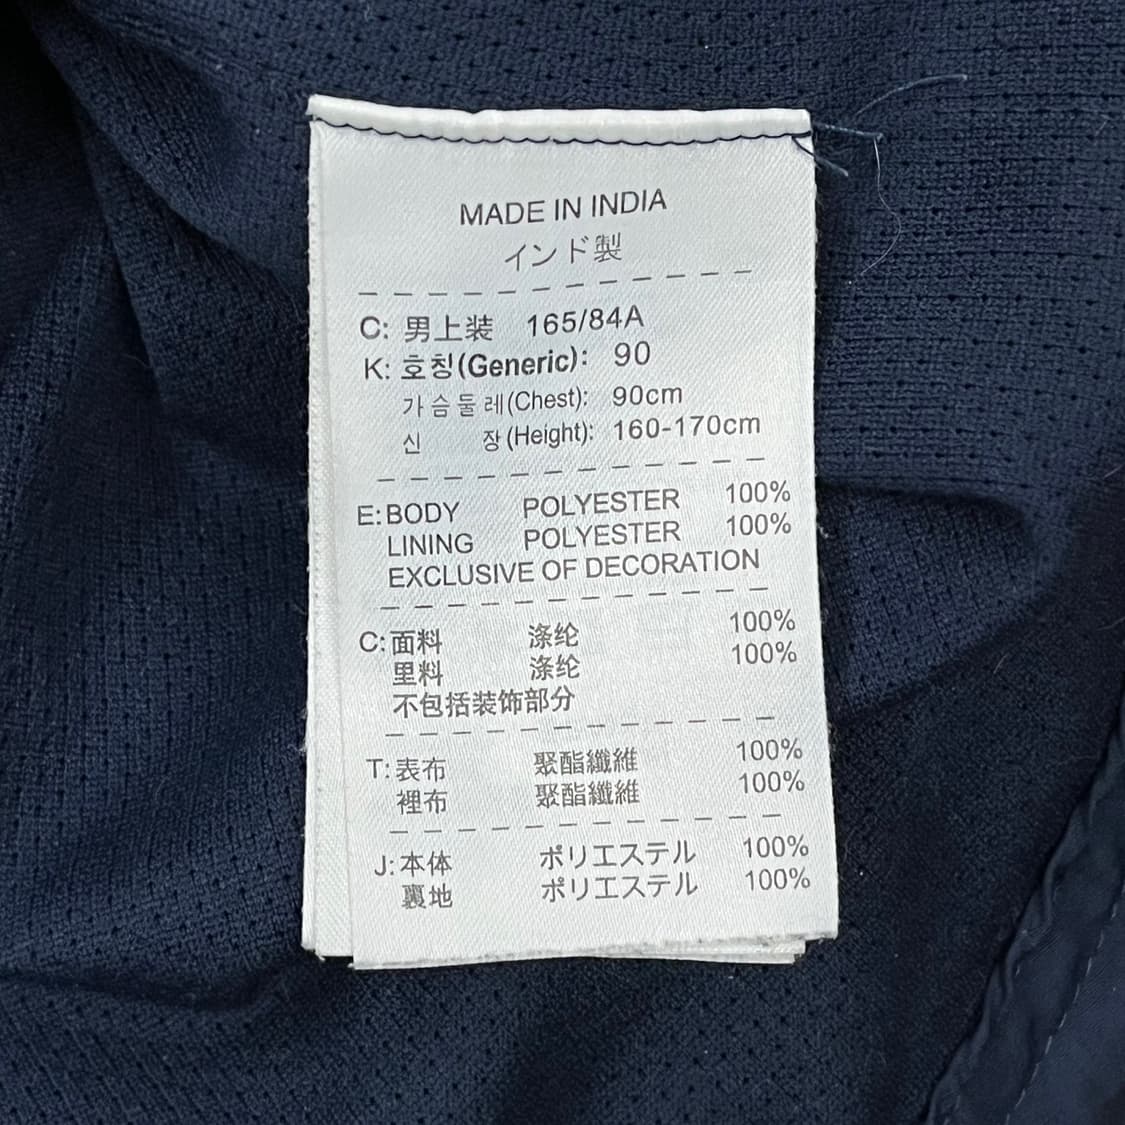 MADE IN INDIA
インド製
C: 男上装 165/84A
K: 호칭(Generic): 90
가슴둘레(Chest): 90cm
신 장(Height): 160-170cm
E: BODY POLYESTER 100%
LINING POLYESTER 100%
EXCLUSIVE OF DECORATION
C: 面料 涤纶 100%
里料 涤纶 100%
不包括装饰部分
T: 表布 聚酯纖維 100%
裡布 聚酯纖維 100%
J: 本体 ポリエステル 100%
裏地 ポリエステル 100%